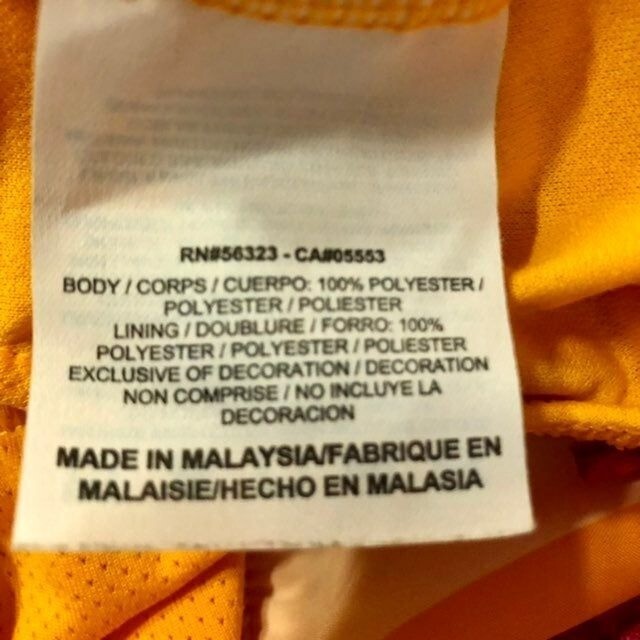 RN#56323 - CA#05553
BODY / CORPS / CUERPO: 100% POLYESTER /
POLYESTER / POLIESTER
LINING / DOUBLURE / FORRO: 100%
POLYESTER / POLYESTER / POLIESTER
EXCLUSIVE OF DECORATION / DECORATION
NON COMPRISE / NO INCLUYE LA
DECORACION
MADE IN MALAYSIA/FABRIQUE EN
MALAISIE/HECHO EN MALASIA